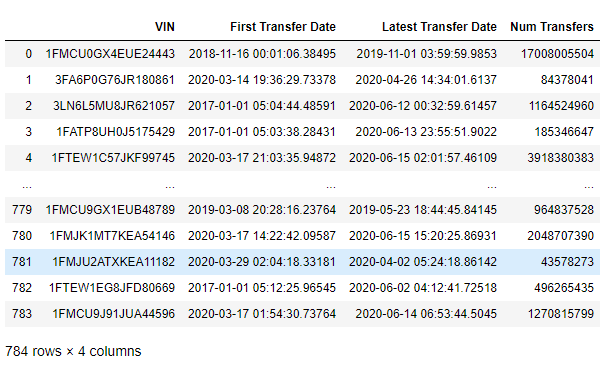 VIN First Transfer Date Latest Transfer Date Num Transfers
0 1FMCU0GX4EUE24443 2018-11-16 00:01:06.38495 2019-11-01 03:59:59.9853 17008005504
1 3FA6P0G76JR180861 2020-03-14 19:36:29.73378 2020-04-26 14:34:01.6137 84378041
2 3LN6L5MU8JR621057 2017-01-01 05:04:44.48591 2020-06-12 00:32:59.61457 1164524960
3 1FATP8UH0J5175429 2017-01-01 05:03:38.28431 2020-06-13 23:55:51.9022 185346647
4 1FTEW1C57JKF99745 2020-03-17 21:03:35.94872 2020-06-15 02:01:57.46109 3918380383
... ... ... ... ...
779 1FMCU9GX1EUB48789 2019-03-08 20:28:16.23764 2019-05-23 18:44:45.84145 964837528
780 1FMJK1MT7KEA54146 2020-03-17 14:22:42.09587 2020-06-15 15:20:25.86931 2048707390
781 1FMJU2ATXKEA11182 2020-03-29 02:04:18.33181 2020-04-02 05:24:18.86142 43578273
782 1FTEW1EG8JFD80669 2017-01-01 05:12:25.96545 2020-06-02 04:12:41.72518 496265435
783 1FMCU9J91JUA44596 2020-03-17 01:54:30.73764 2020-06-14 06:53:44.5045 1270815799
784 rows × 4 columns